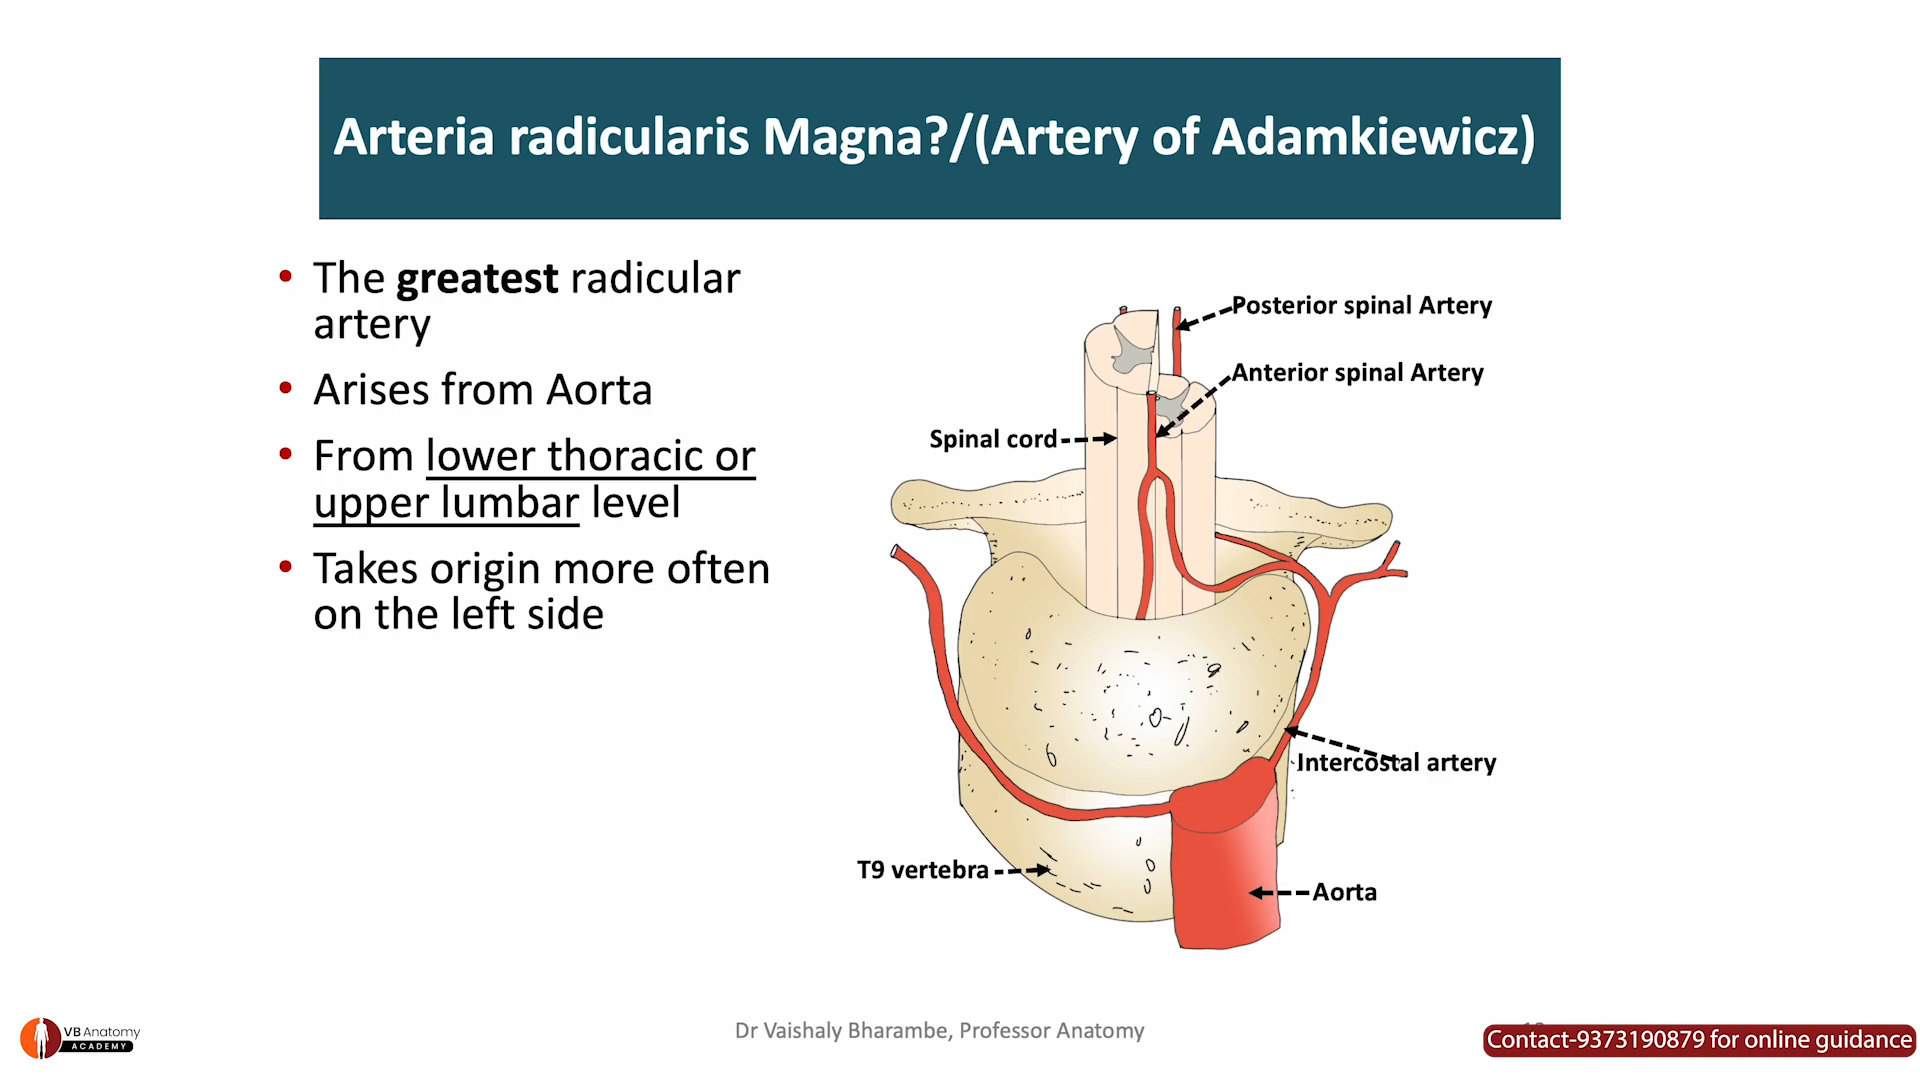 Arteria radicularis Magna?/(Artery of Adamkiewicz)
• The greatest radicular
artery
• Arises from Aorta
• From lower thoracic or
upper lumbar level
• Takes origin more often
on the left side
Posterior spinal Artery
Anterior spinal Artery
Spinal cord
Intercostal artery
T9 vertebra
Aorta
VB Anatomy
ACADEMY
Dr Vaishaly Bharambe, Professor Anatomy
Contact-9373190879 for online guidance